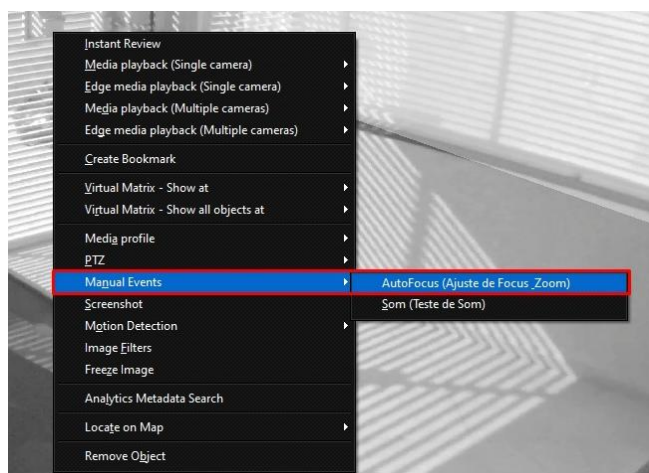 Instant Review
Media playback (Single camera)
Edge media playback (Single camera)
Media playback (Multiple cameras)
Edge media playback (Multiple cameras)
Create Bookmark
Virtual Matrix - Show at
Virtual Matrix - Show all objects at
Media profile
PTZ
Manual Events
AutoFocus (Ajuste de Focus_Zoom)
Screenshot
Som (Teste de Som)
Motion Detection
Image Filters
Freeze Image
Analytics Metadata Search
Locate on Map
Remove Object